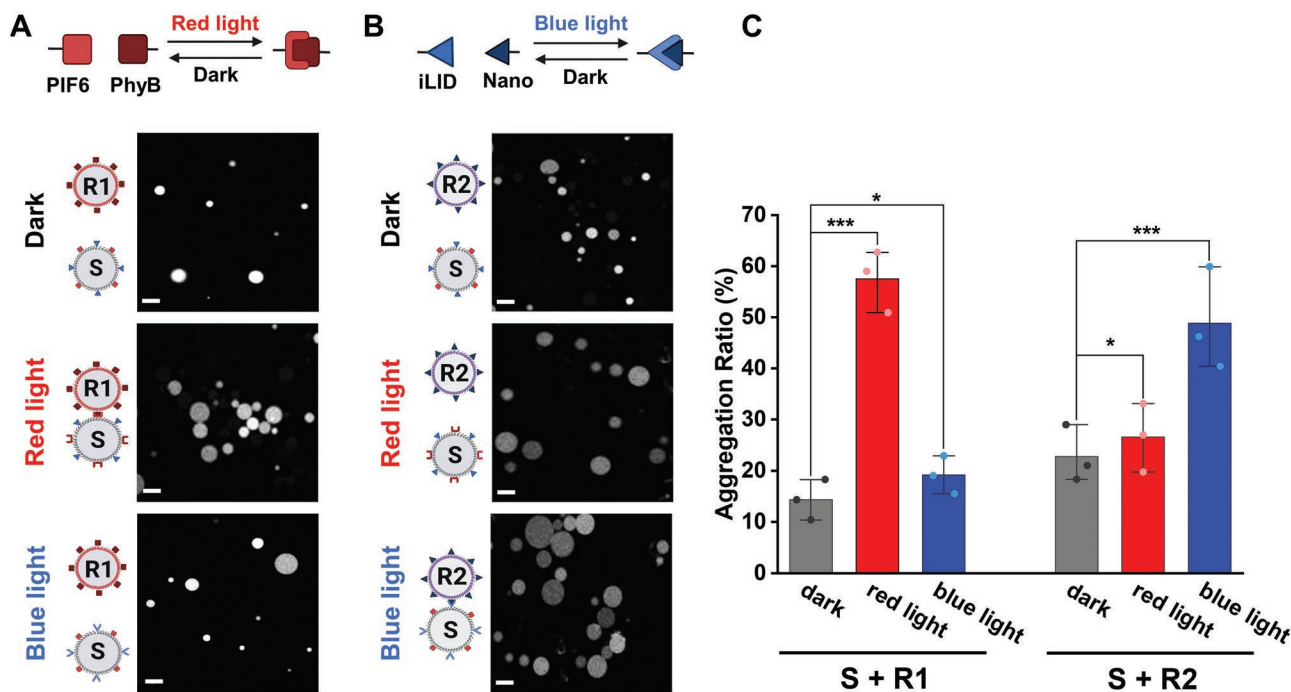 A
Red light
Dark
PIF6
PhyB
Dark
R1
S
Red light
R1
S
Blue light
R1
S
B
Blue light
Dark
iLID
Nano
Dark
R2
S
Red light
R2
S
Blue light
R2
S
C
Aggregation Ratio (%)
70
60
50
40
30
20
10
0
***
*
*
***
dark
red light
blue light
dark
red light
blue light
S + R1
S + R2